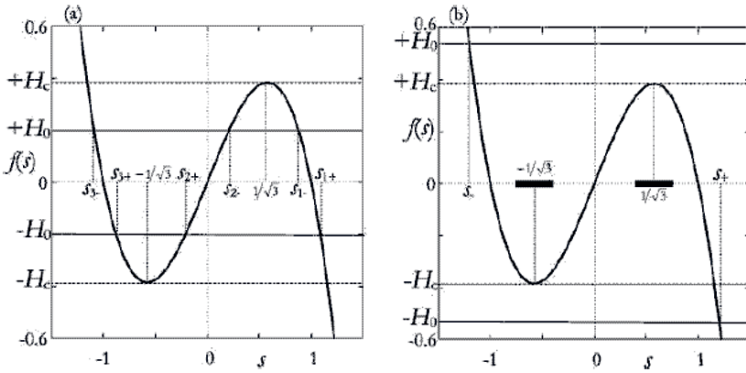 (a)
0.6
+Hc
+H0
f(s)
0
-H0
-Hc
-0.6
s3-
s3+
-1/√3
s2+
s2-
1/√3
s1-
s1+
-1
0
s
1
(b)
0.6
+H0
+Hc
f(s)
0
-Hc
-H0
-0.6
s-
-1/√3
1/√3
s+
-1
0
s
1